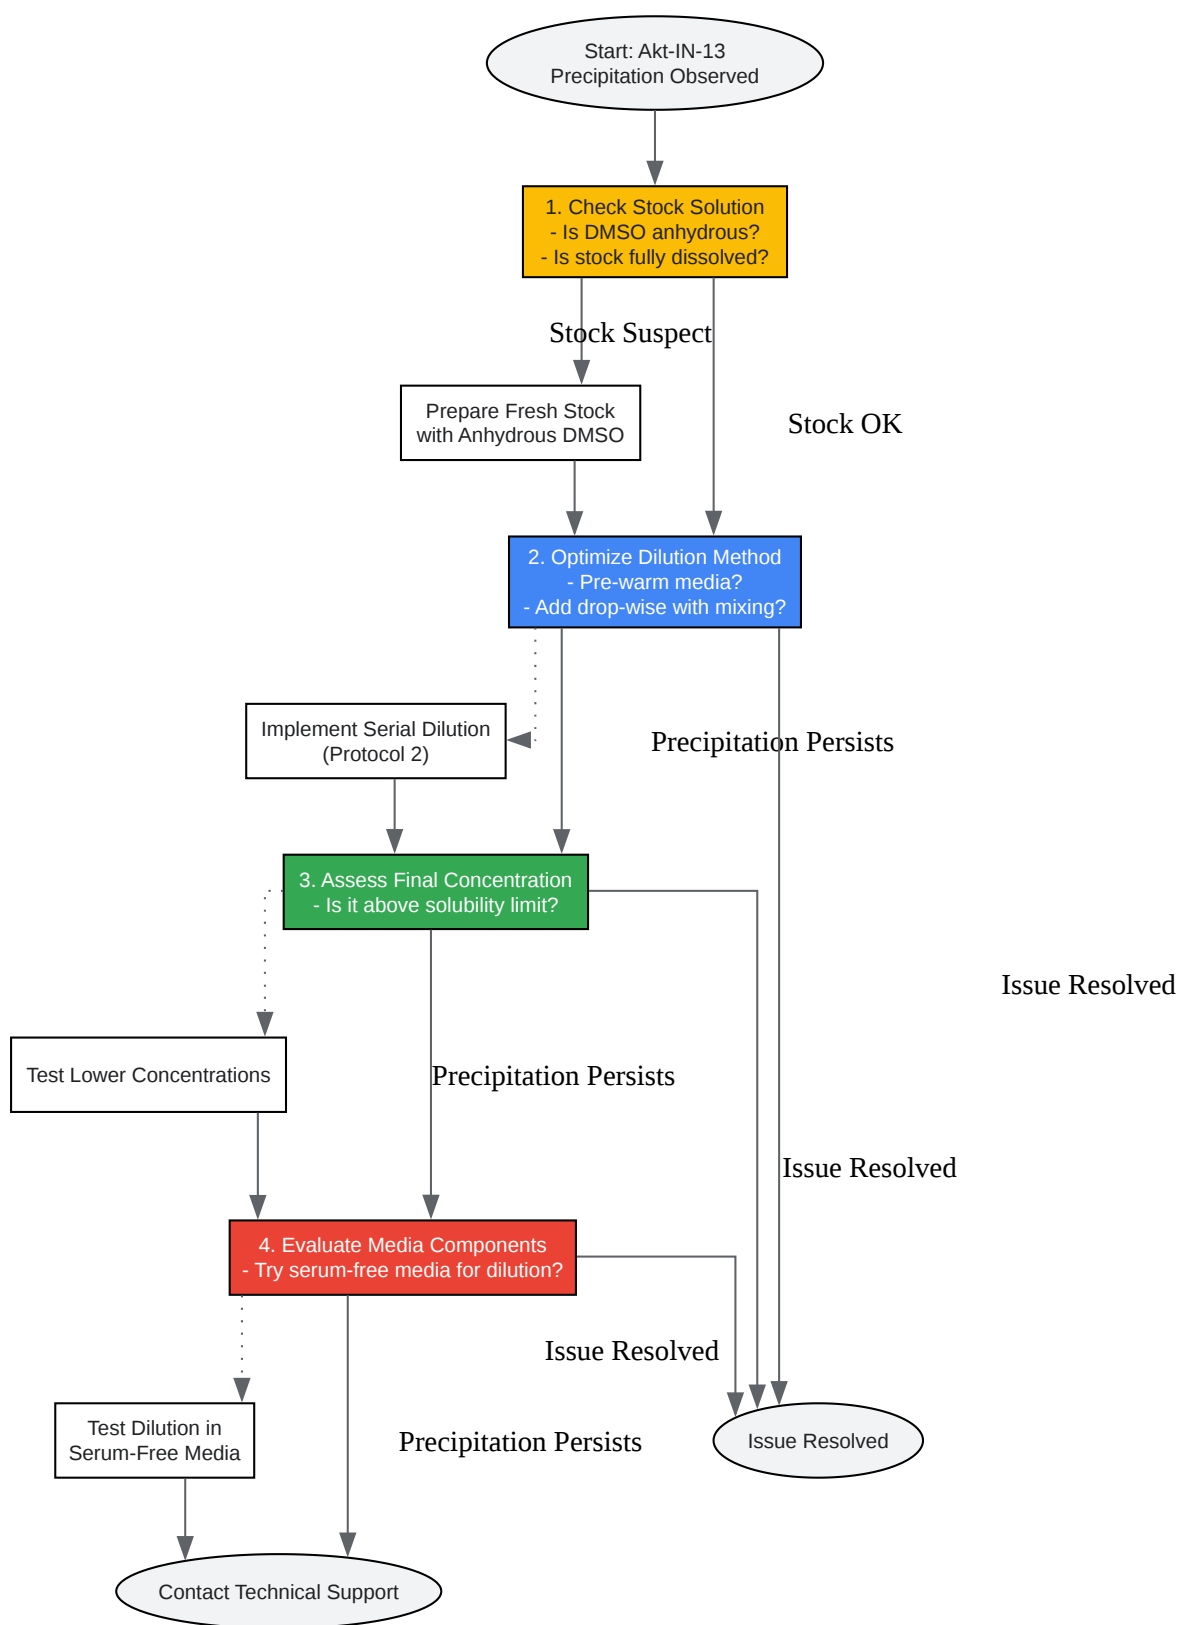 Start: Akt-IN-13
Precipitation Observed
1. Check Stock Solution
- Is DMSO anhydrous?
- Is stock fully dissolved?
Stock Suspect
Prepare Fresh Stock
with Anhydrous DMSO
Stock OK
2. Optimize Dilution Method
- Pre-warm media?
- Add drop-wise with mixing?
Implement Serial Dilution
(Protocol 2)
Precipitation Persists
3. Assess Final Concentration
- Is it above solubility limit?
Issue Resolved
Test Lower Concentrations
Precipitation Persists
Issue Resolved
4. Evaluate Media Components
- Try serum-free media for dilution?
Issue Resolved
Test Dilution in
Serum-Free Media
Precipitation Persists
Issue Resolved
Contact Technical Support